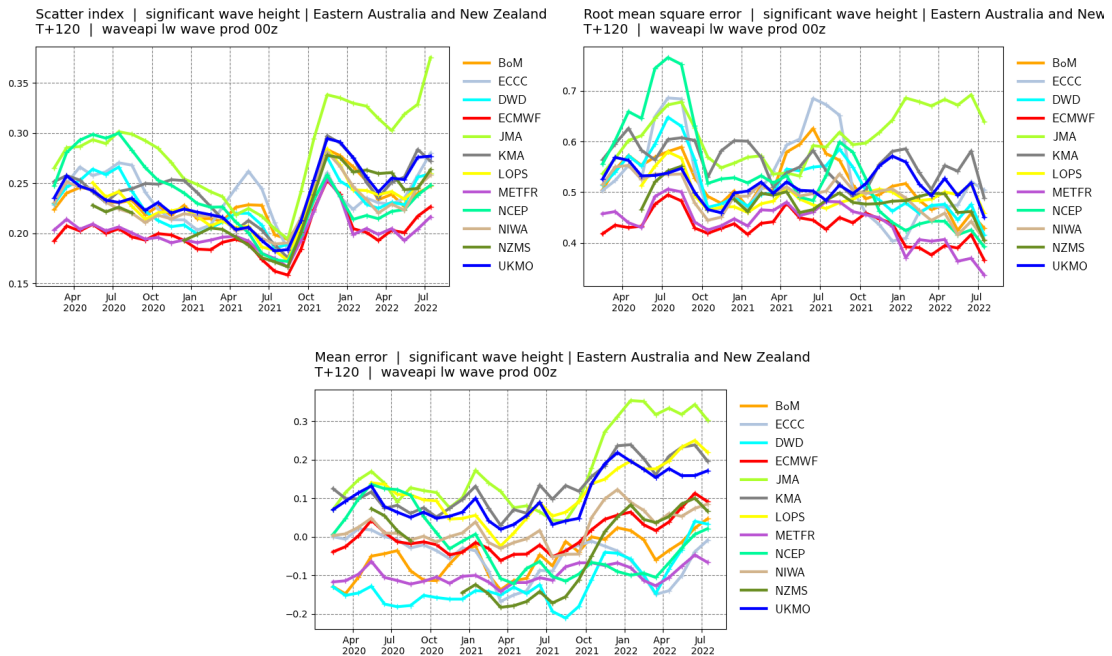 Scatter index | significant wave height | Eastern Australia and New Zealand
T+120 | waveapi lw wave prod 00z
0.35
0.30
0.25
0.20
0.15
Apr 2020
Jul 2020
Oct 2020
Jan 2021
Apr 2021
Jul 2021
Oct 2021
Jan 2022
Apr 2022
Jul 2022
BoM
ECCC
DWD
ECMWF
JMA
KMA
LOPS
METFR
NCEP
NIWA
NZMS
UKMO
Root mean square error | significant wave height | Eastern Australia and New
T+120 | waveapi lw wave prod 00z
0.7
0.6
0.5
0.4
Apr 2020
Jul 2020
Oct 2020
Jan 2021
Apr 2021
Jul 2021
Oct 2021
Jan 2022
Apr 2022
Jul 2022
BoM
ECCC
DWD
ECMWF
JMA
KMA
LOPS
METFR
NCEP
NIWA
NZMS
UKMO
Mean error | significant wave height | Eastern Australia and New Zealand
T+120 | waveapi lw wave prod 00z
0.3
0.2
0.1
0.0
−0.1
−0.2
Apr 2020
Jul 2020
Oct 2020
Jan 2021
Apr 2021
Jul 2021
Oct 2021
Jan 2022
Apr 2022
Jul 2022
BoM
ECCC
DWD
ECMWF
JMA
KMA
LOPS
METFR
NCEP
NIWA
NZMS
UKMO